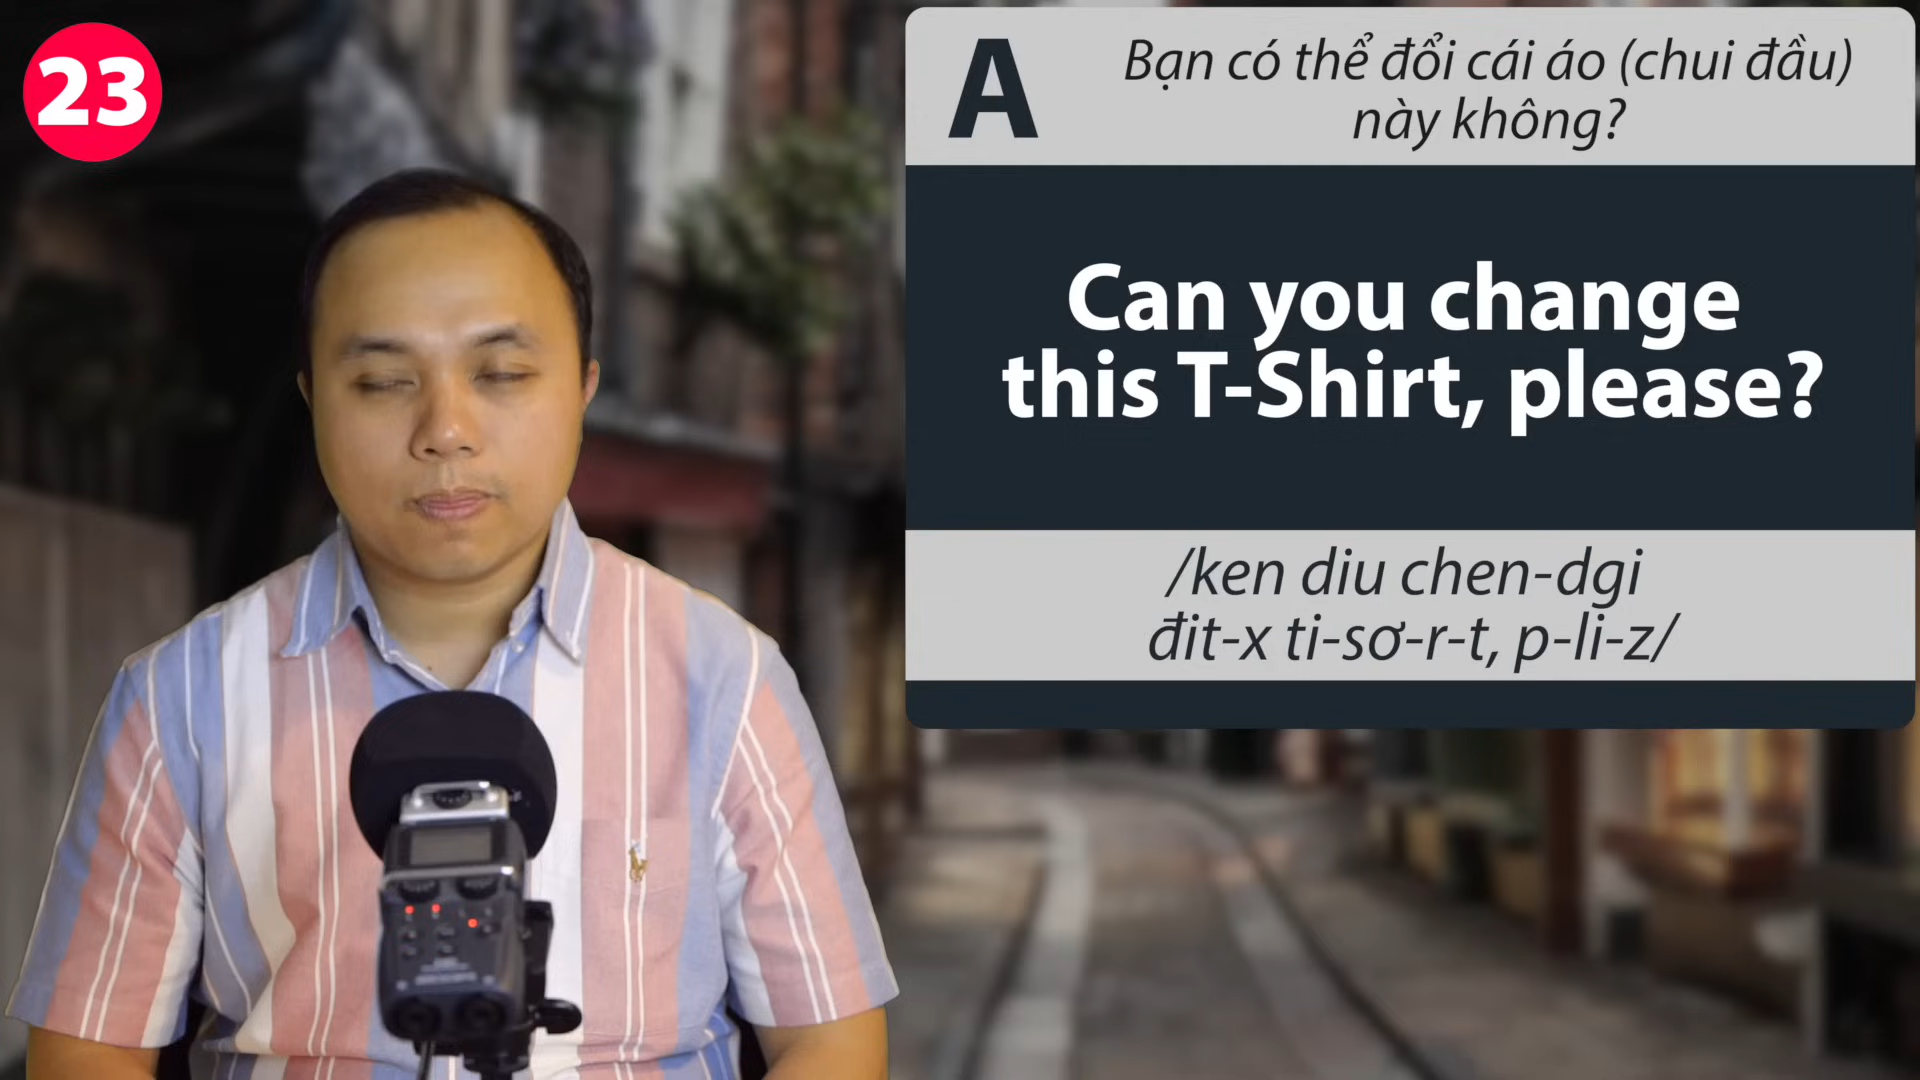 23
A
Bạn có thể đổi cái áo (chui đầu)
này không?
Can you change
this T-Shirt, please?
/ken diu chen-dgi
đit-x ti-sơ-r-t, p-li-z/